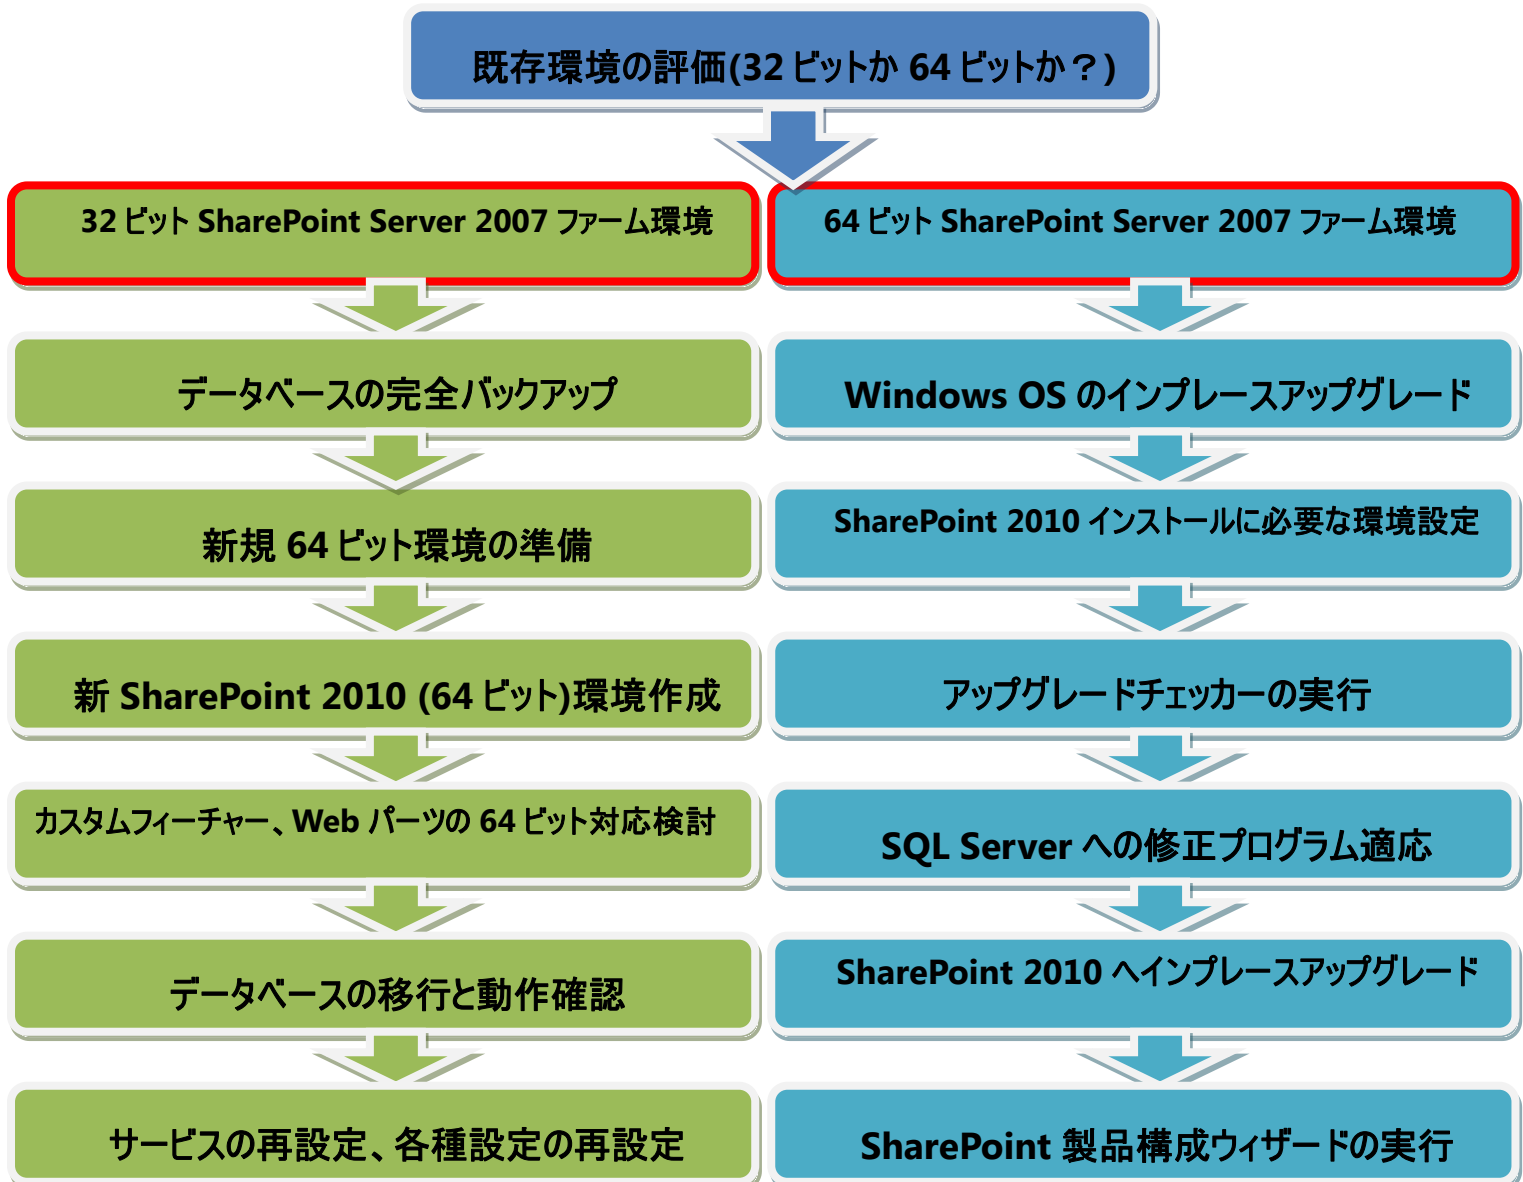 既存環境の評価(32 ビットか 64 ビットか？)
32 ビット SharePoint Server 2007 ファーム環境
データベースの完全バックアップ
新規 64 ビット環境の準備
新 SharePoint 2010 (64 ビット)環境作成
カスタムフィーチャー、Web パーツの 64 ビット対応検討
データベースの移行と動作確認
サービスの再設定、各種設定の再設定
64 ビット SharePoint Server 2007 ファーム環境
Windows OS のインプレースアップグレード
SharePoint 2010 インストールに必要な環境設定
アップグレードチェッカーの実行
SQL Server への修正プログラム適応
SharePoint 2010 へインプレースアップグレード
SharePoint 製品構成ウィザードの実行